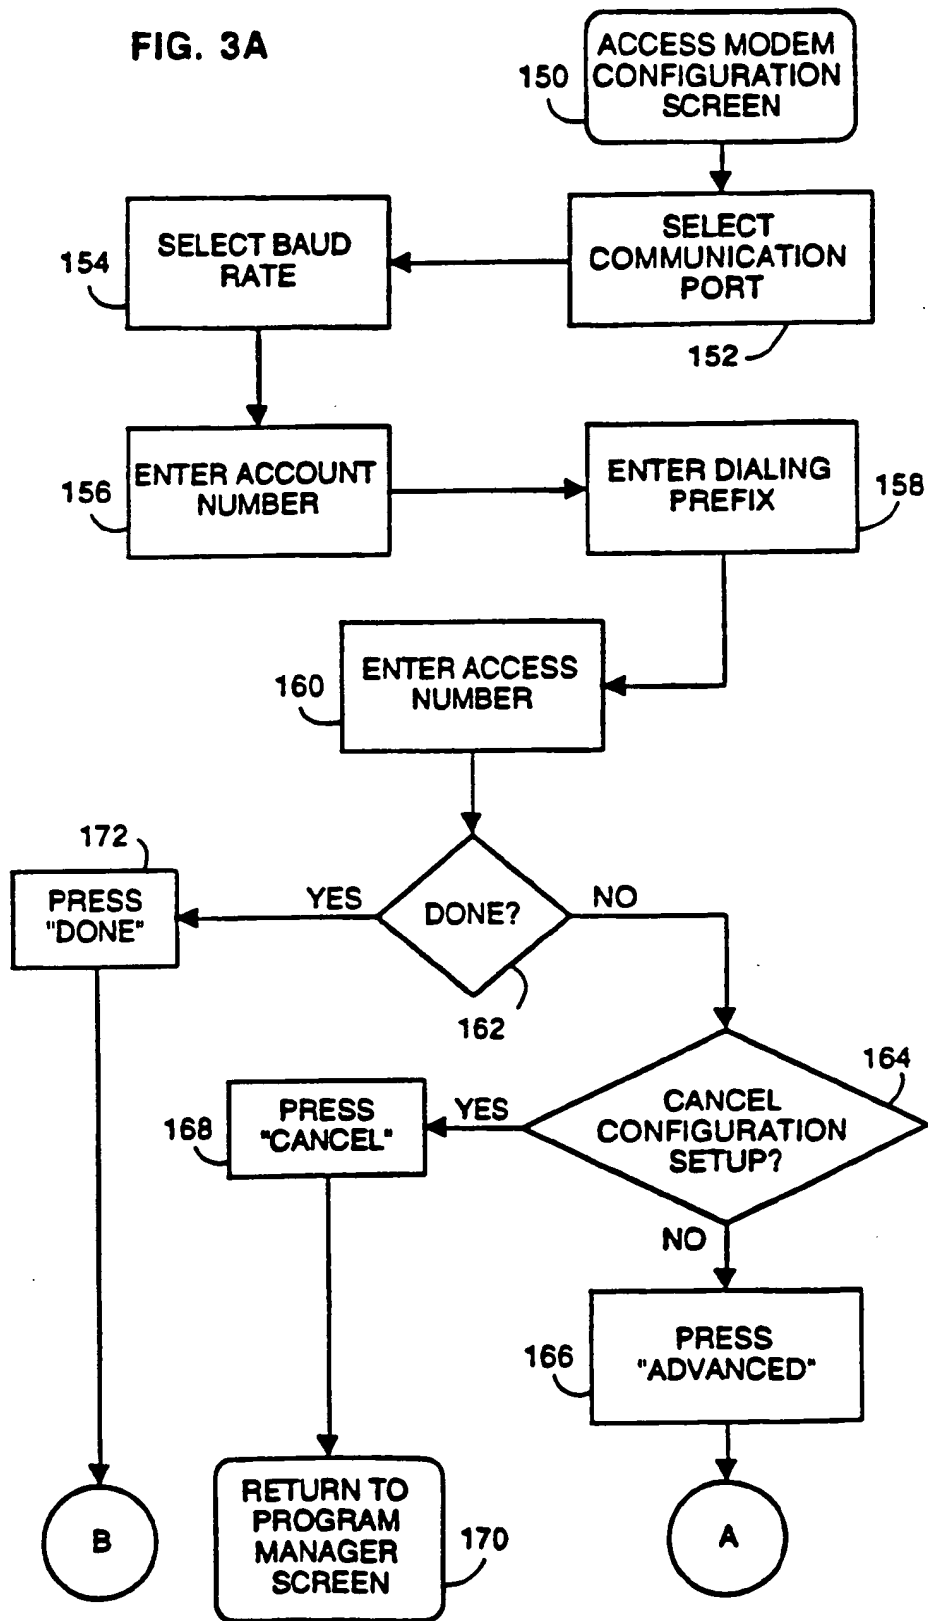 FIG. 3A
ACCESS MODEM
CONFIGURATION
SCREEN
150
SELECT
COMMUNICATION
PORT
152
SELECT BAUD
RATE
154
ENTER ACCOUNT
NUMBER
156
ENTER DIALING
PREFIX
158
ENTER ACCESS
NUMBER
160
DONE?
162
YES
NO
172
PRESS
"DONE"
164
CANCEL
CONFIGURATION
SETUP?
YES
NO
PRESS
"CANCEL"
168
PRESS
"ADVANCED"
166
B
RETURN TO
PROGRAM
MANAGER
SCREEN
170
A